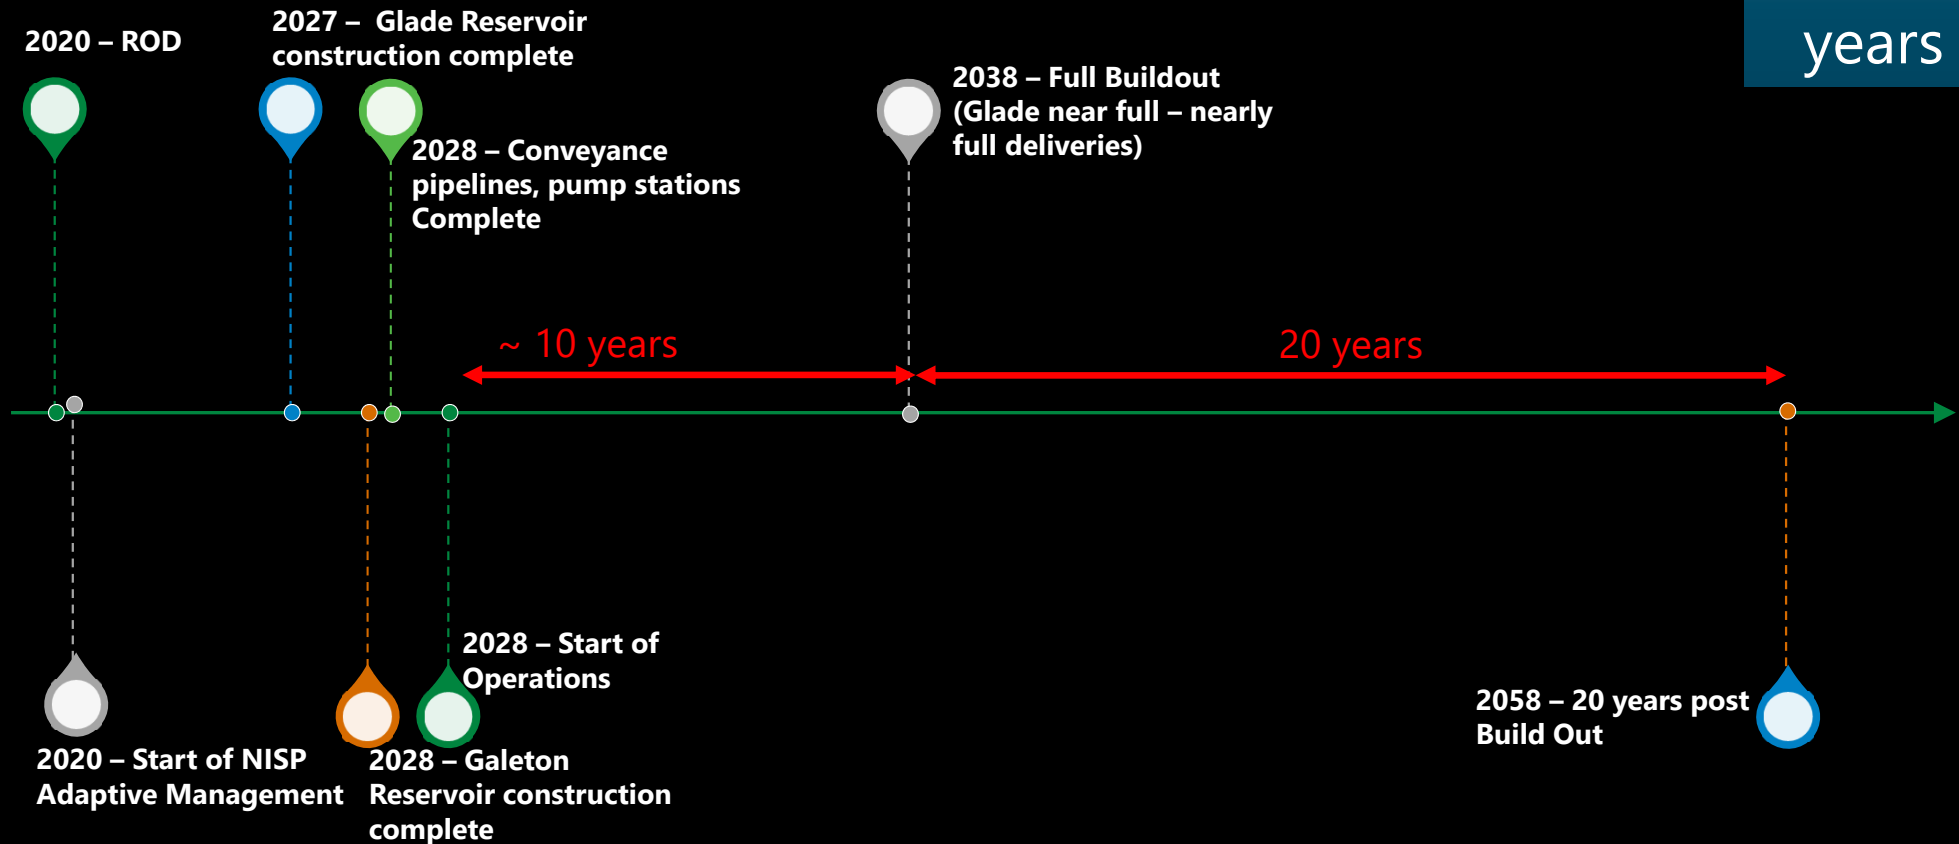 years
2020 – ROD
2027 – Glade Reservoir
construction complete
2028 – Conveyance
pipelines, pump stations
Complete
2038 – Full Buildout
(Glade near full – nearly
full deliveries)
~ 10 years
20 years
2020 – Start of NISP
Adaptive Management
2028 – Galeton
Reservoir construction
complete
2028 – Start of
Operations
2058 – 20 years post
Build Out